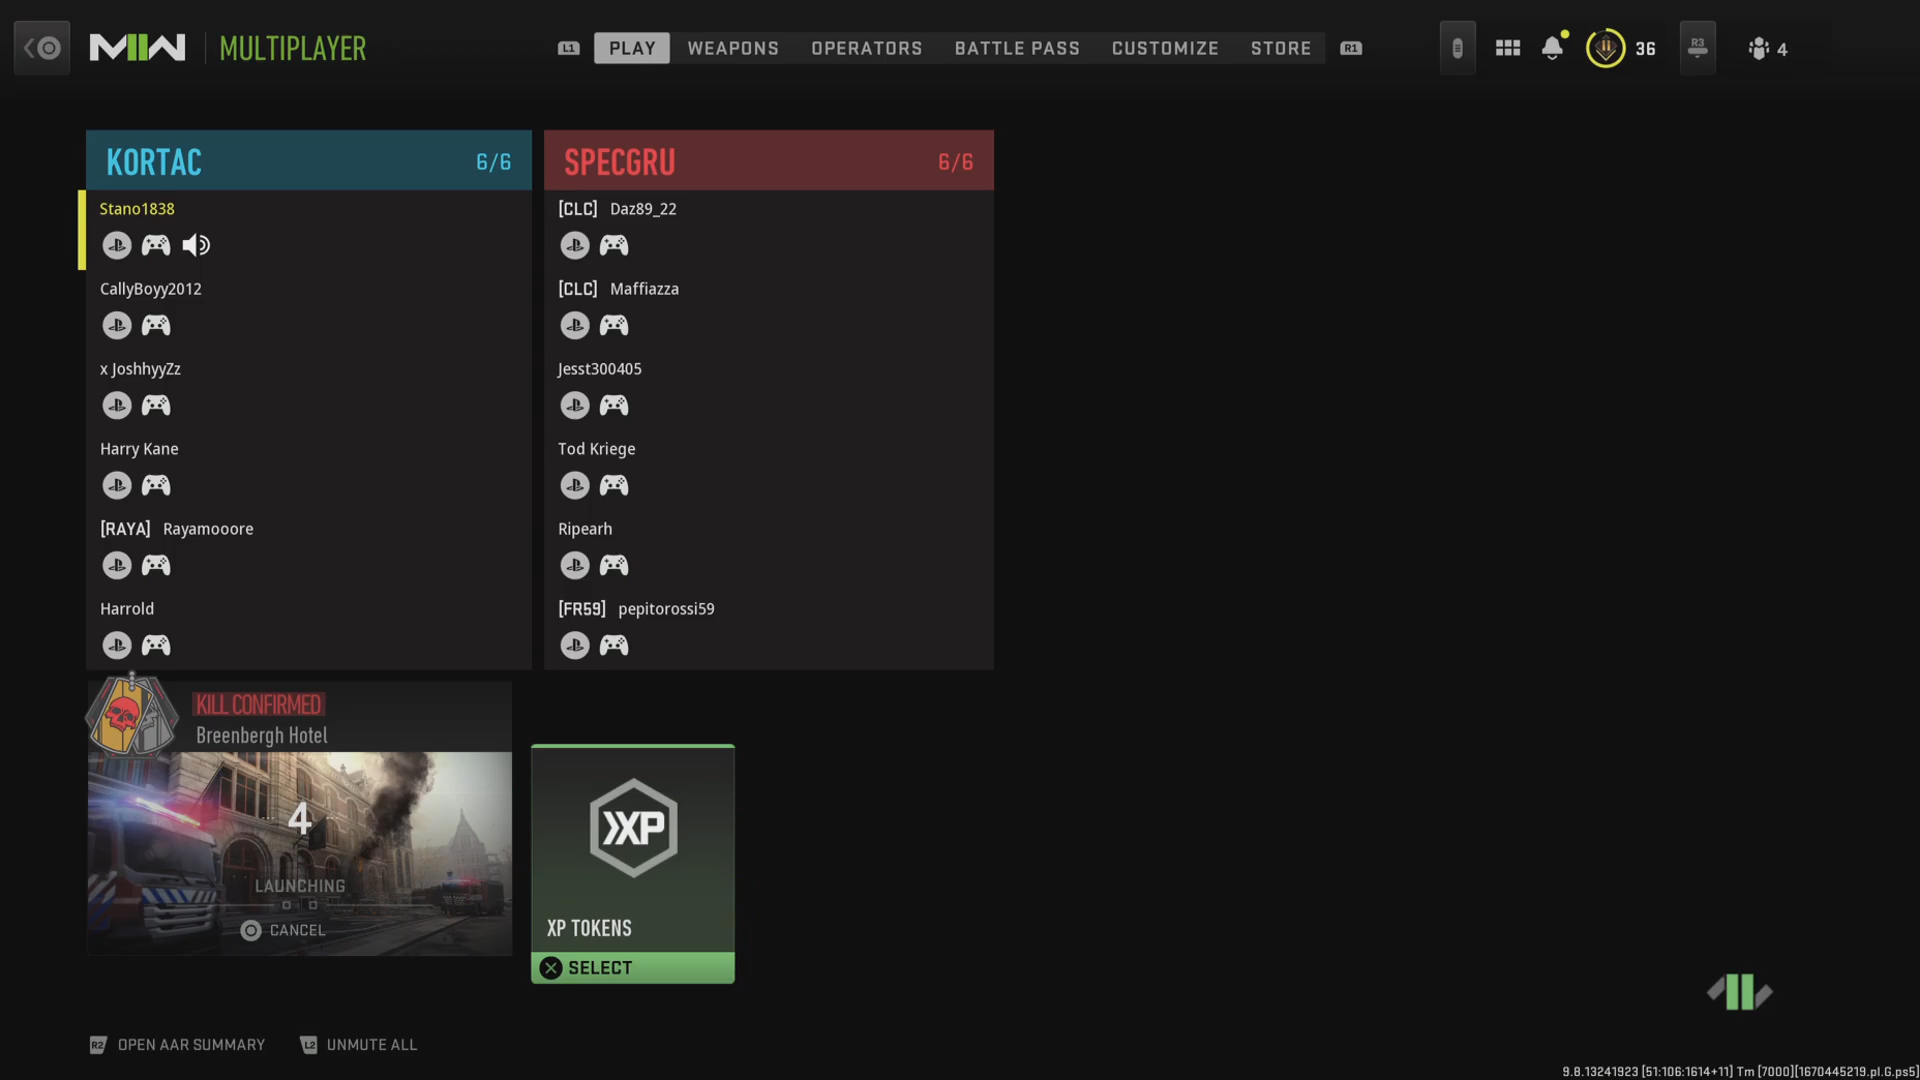 MW MULTIPLAYER
L1 PLAY WEAPONS OPERATORS BATTLE PASS CUSTOMIZE STORE R1
36 R3 4
KORTAC 6/6
Stano1838
CallyBoyy2012
x JoshhyyZz
Harry Kane
[RAYA] Rayamooore
Harrold
SPECGRU 6/6
[CLC] Daz89_22
[CLC] Maffiazza
Jesst300405
Tod Kriege
Ripearh
[FR59] pepitorossi59
KILL CONFIRMED
Breenbergh Hotel
4
LAUNCHING
CANCEL
XP
XP TOKENS
SELECT
R2 OPEN AAR SUMMARY L2 UNMUTE ALL
9.8.13241923 [51:106:1614+11] Tm [7000][1670445219.pl.G.ps5]